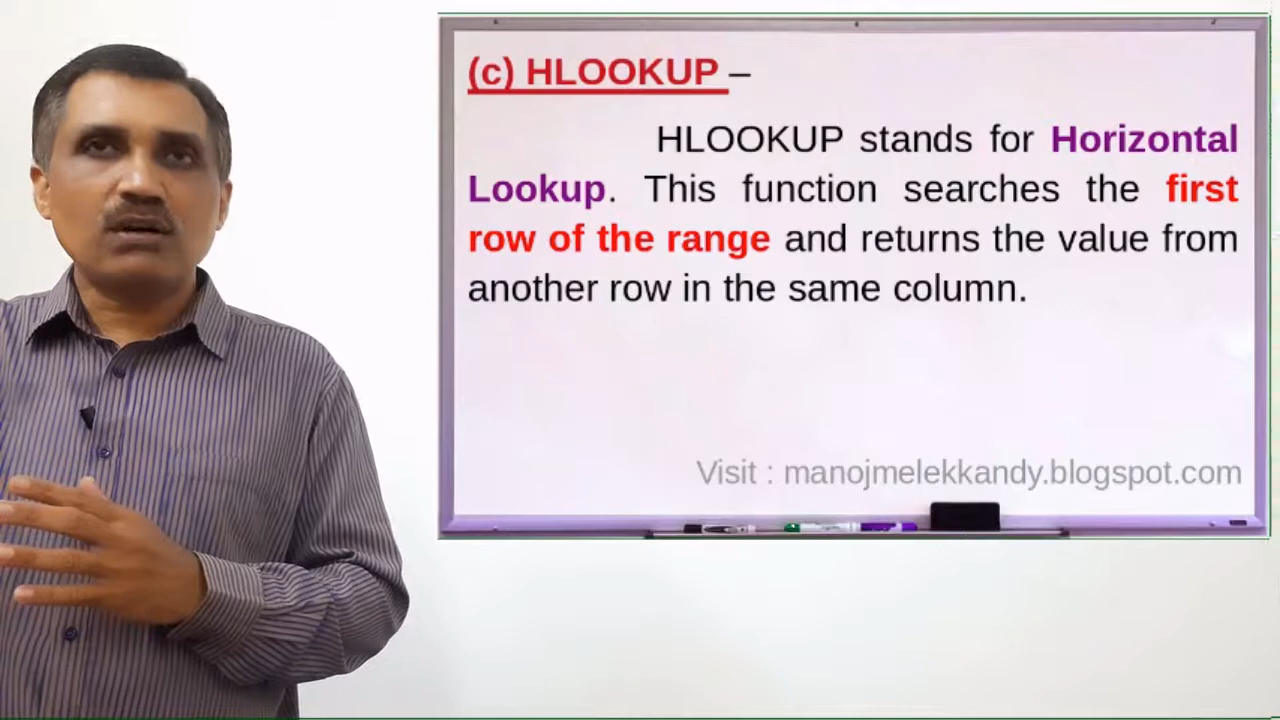 (c) HLOOKUP –
HLOOKUP stands for Horizontal
Lookup. This function searches the first
row of the range and returns the value from
another row in the same column.
Visit : manojmelekkandy.blogspot.com